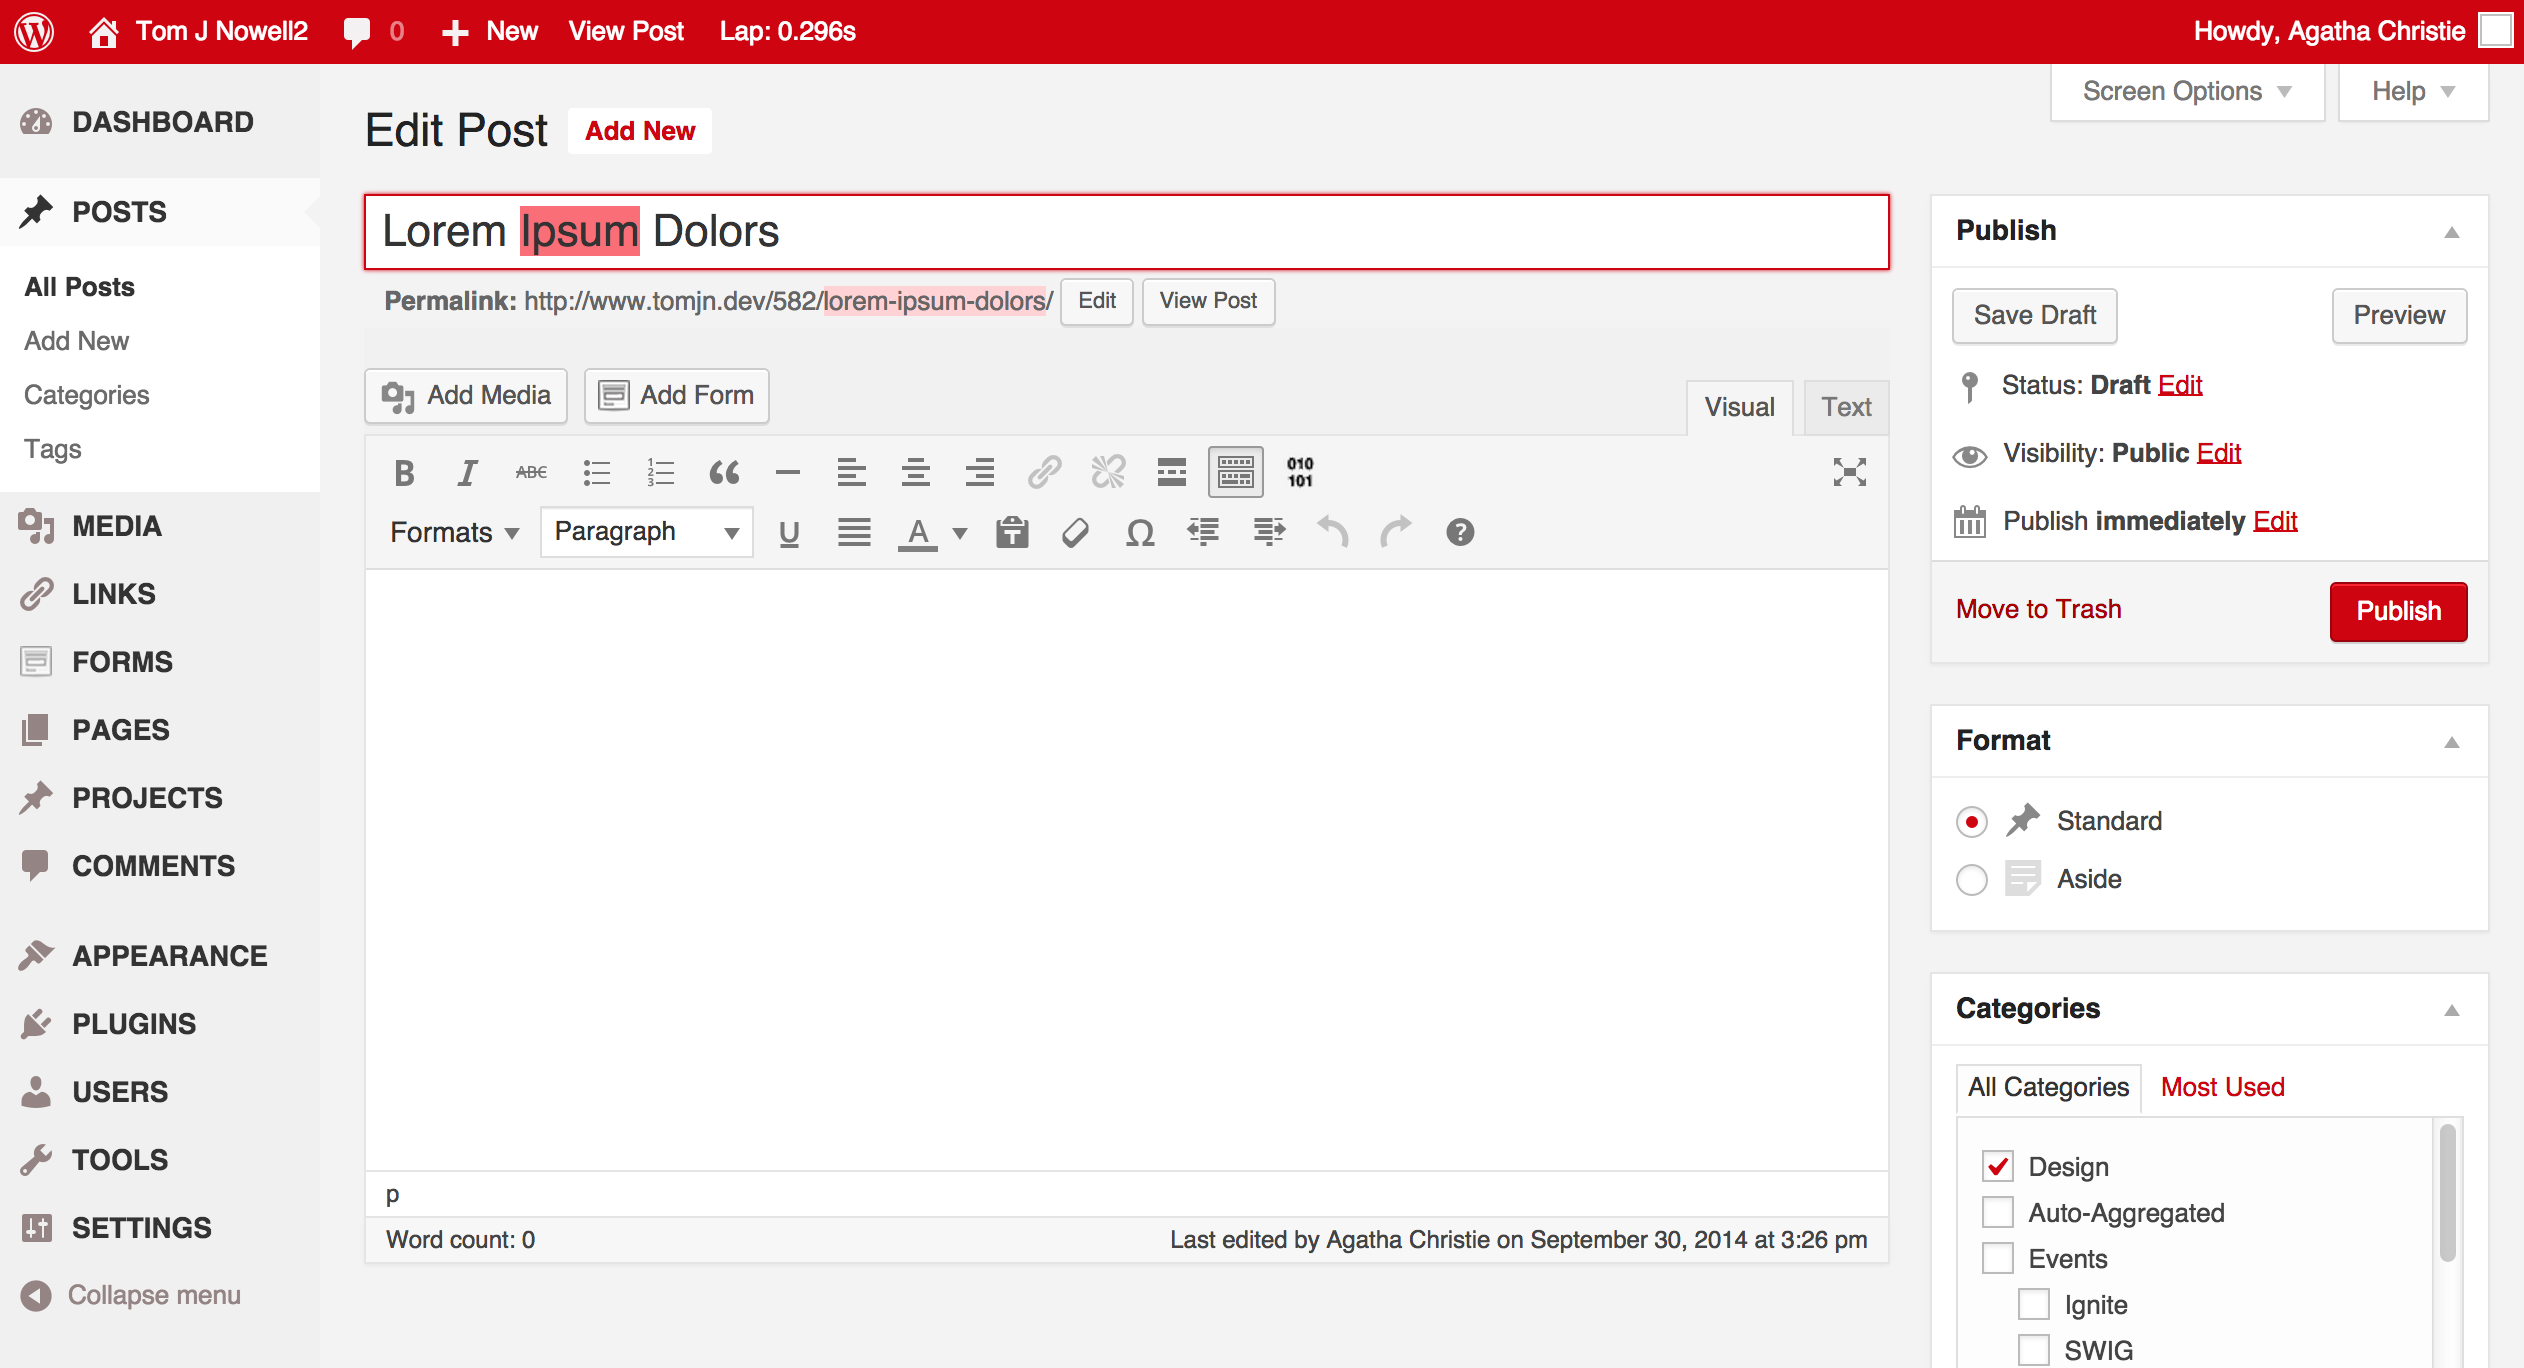 Tom J Nowell2 0 New View Post Lap: 0.296s Howdy, Agatha Christie
Screen Options Help
DASHBOARD
POSTS
All Posts
Add New
Categories
Tags
MEDIA
LINKS
FORMS
PAGES
PROJECTS
COMMENTS
APPEARANCE
PLUGINS
USERS
TOOLS
SETTINGS
Collapse menu
Edit Post Add New
Lorem Ipsum Dolors
Permalink: http://www.tomjn.dev/582/lorem-ipsum-dolors/ Edit View Post
Add Media Add Form Visual Text
B I ABC 1 2 3 010 101
Formats Paragraph U A T Ω ?
p
Word count: 0 Last edited by Agatha Christie on September 30, 2014 at 3:26 pm
Publish
Save Draft Preview
Status: Draft Edit
Visibility: Public Edit
Publish immediately Edit
Move to Trash Publish
Format
Standard
Aside
Categories
All Categories Most Used
Design
Auto-Aggregated
Events
Ignite
SWIG